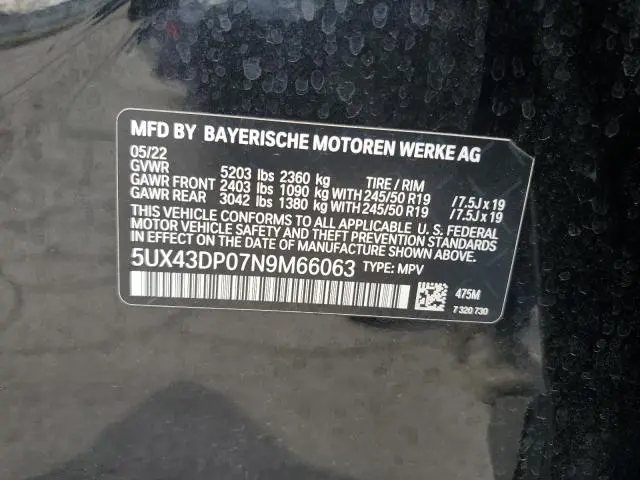 MFD BY BAYERISCHE MOTOREN WERKE AG
05/22
GVWR 5203 lbs 2360 kg TIRE / RIM
GAWR FRONT 2403 lbs 1090 kg WITH 245/50 R19 /7.5J x 19
GAWR REAR 3042 lbs 1380 kg WITH 245/50 R19 /7.5J x 19
THIS VEHICLE CONFORMS TO ALL APPLICABLE U. S. FEDERAL
MOTOR VEHICLE SAFETY AND THEFT PREVENTION STANDARDS
IN EFFECT ON THE DATE OF MANUFACTURE SHOWN ABOVE.
5UX43DP07N9M66063 TYPE: MPV
475M
7 320 730